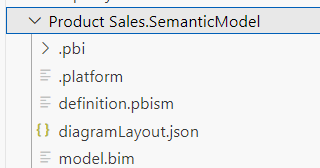 Product Sales.SemanticModel
.pbi
.platform
definition.pbism
diagramLayout.json
model.bim